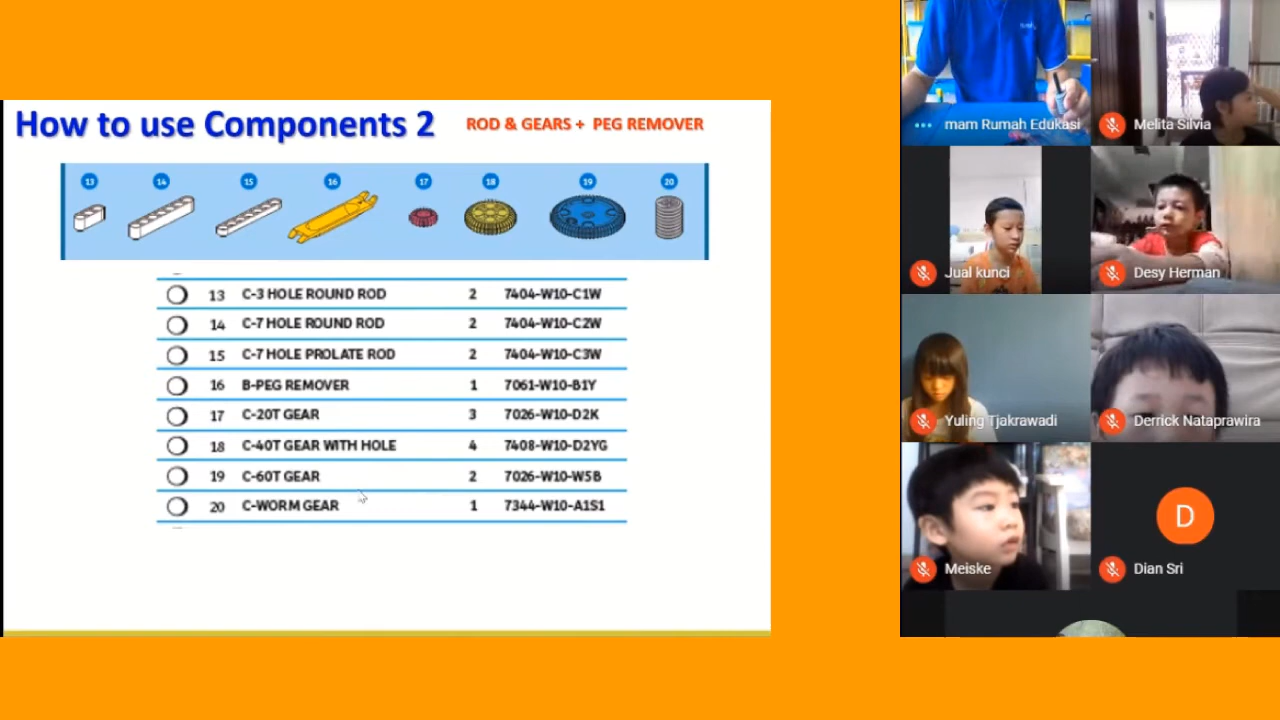 How to use Components 2
ROD & GEARS + PEG REMOVER
13 14 15 16 17 18 19 20
13 C-3 HOLE ROUND ROD 2 7404-W10-C1W
14 C-7 HOLE ROUND ROD 2 7404-W10-C2W
15 C-7 HOLE PROLATE ROD 2 7404-W10-C3W
16 B-PEG REMOVER 1 7061-W10-B1Y
17 C-20T GEAR 3 7026-W10-D2K
18 C-40T GEAR WITH HOLE 4 7408-W10-D2YG
19 C-60T GEAR 2 7026-W10-W5B
20 C-WORM GEAR 1 7344-W10-A1S1
mam Rumah Edukasi
Melita Silvia
Jual kunci
Desy Herman
Yuling Tjakrawadi
Derrick Nataprawira
Meiske
D
Dian Sri